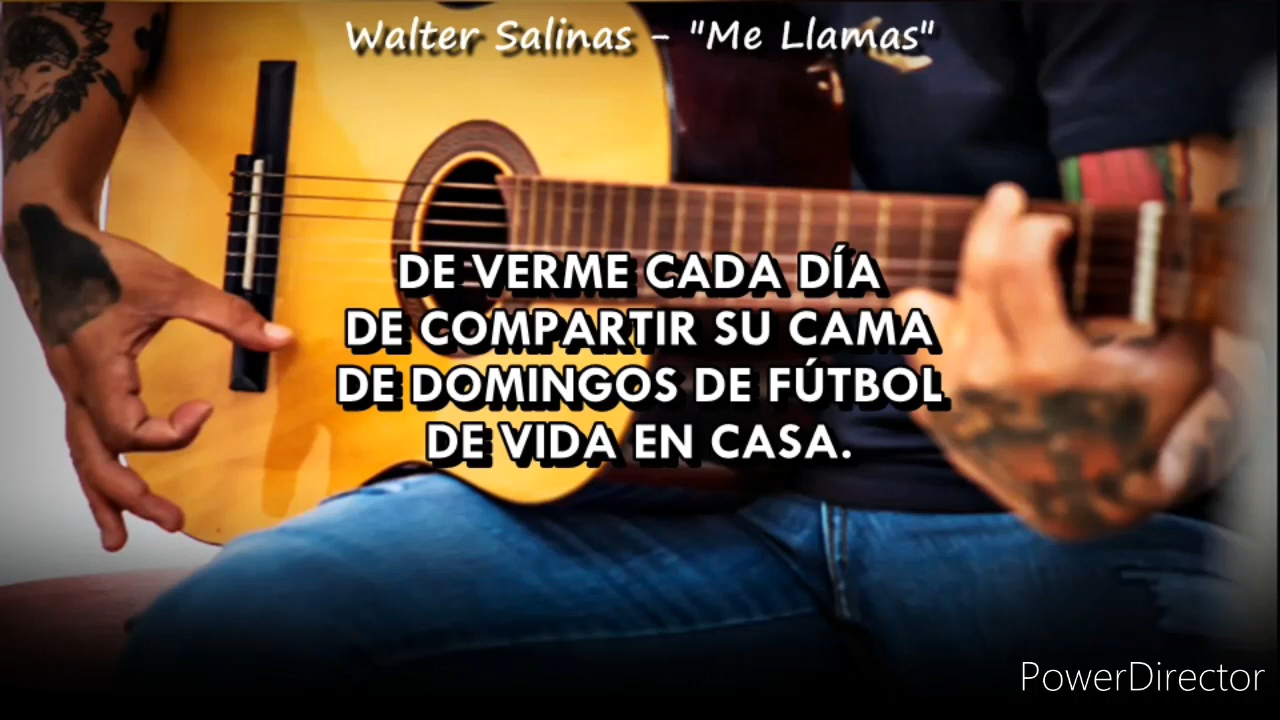 Walter Salinas - "Me Llamas"
DE VERME CADA DÍA
DE COMPARTIR SU CAMA
DE DOMINGOS DE FÚTBOL
DE VIDA EN CASA.
PowerDirector